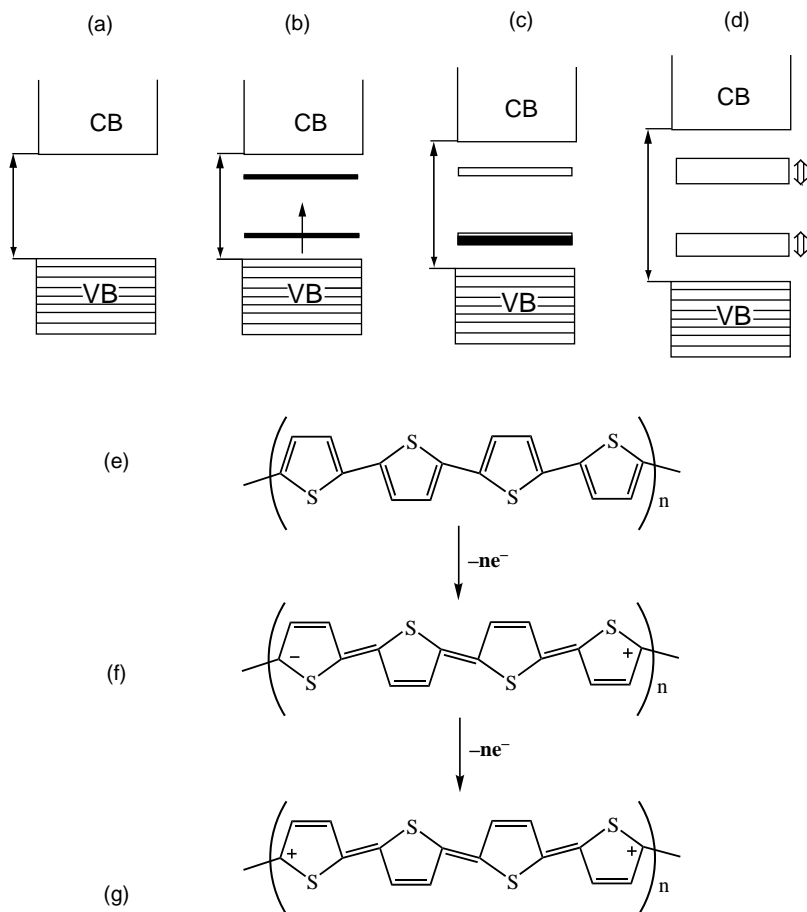 (a) (b) (c) (d)
CB CB CB CB
VB VB VB VB
(e) S S S S n
–ne⁻
(f) – S S S S + n
–ne⁻
(g) + S S S S + n